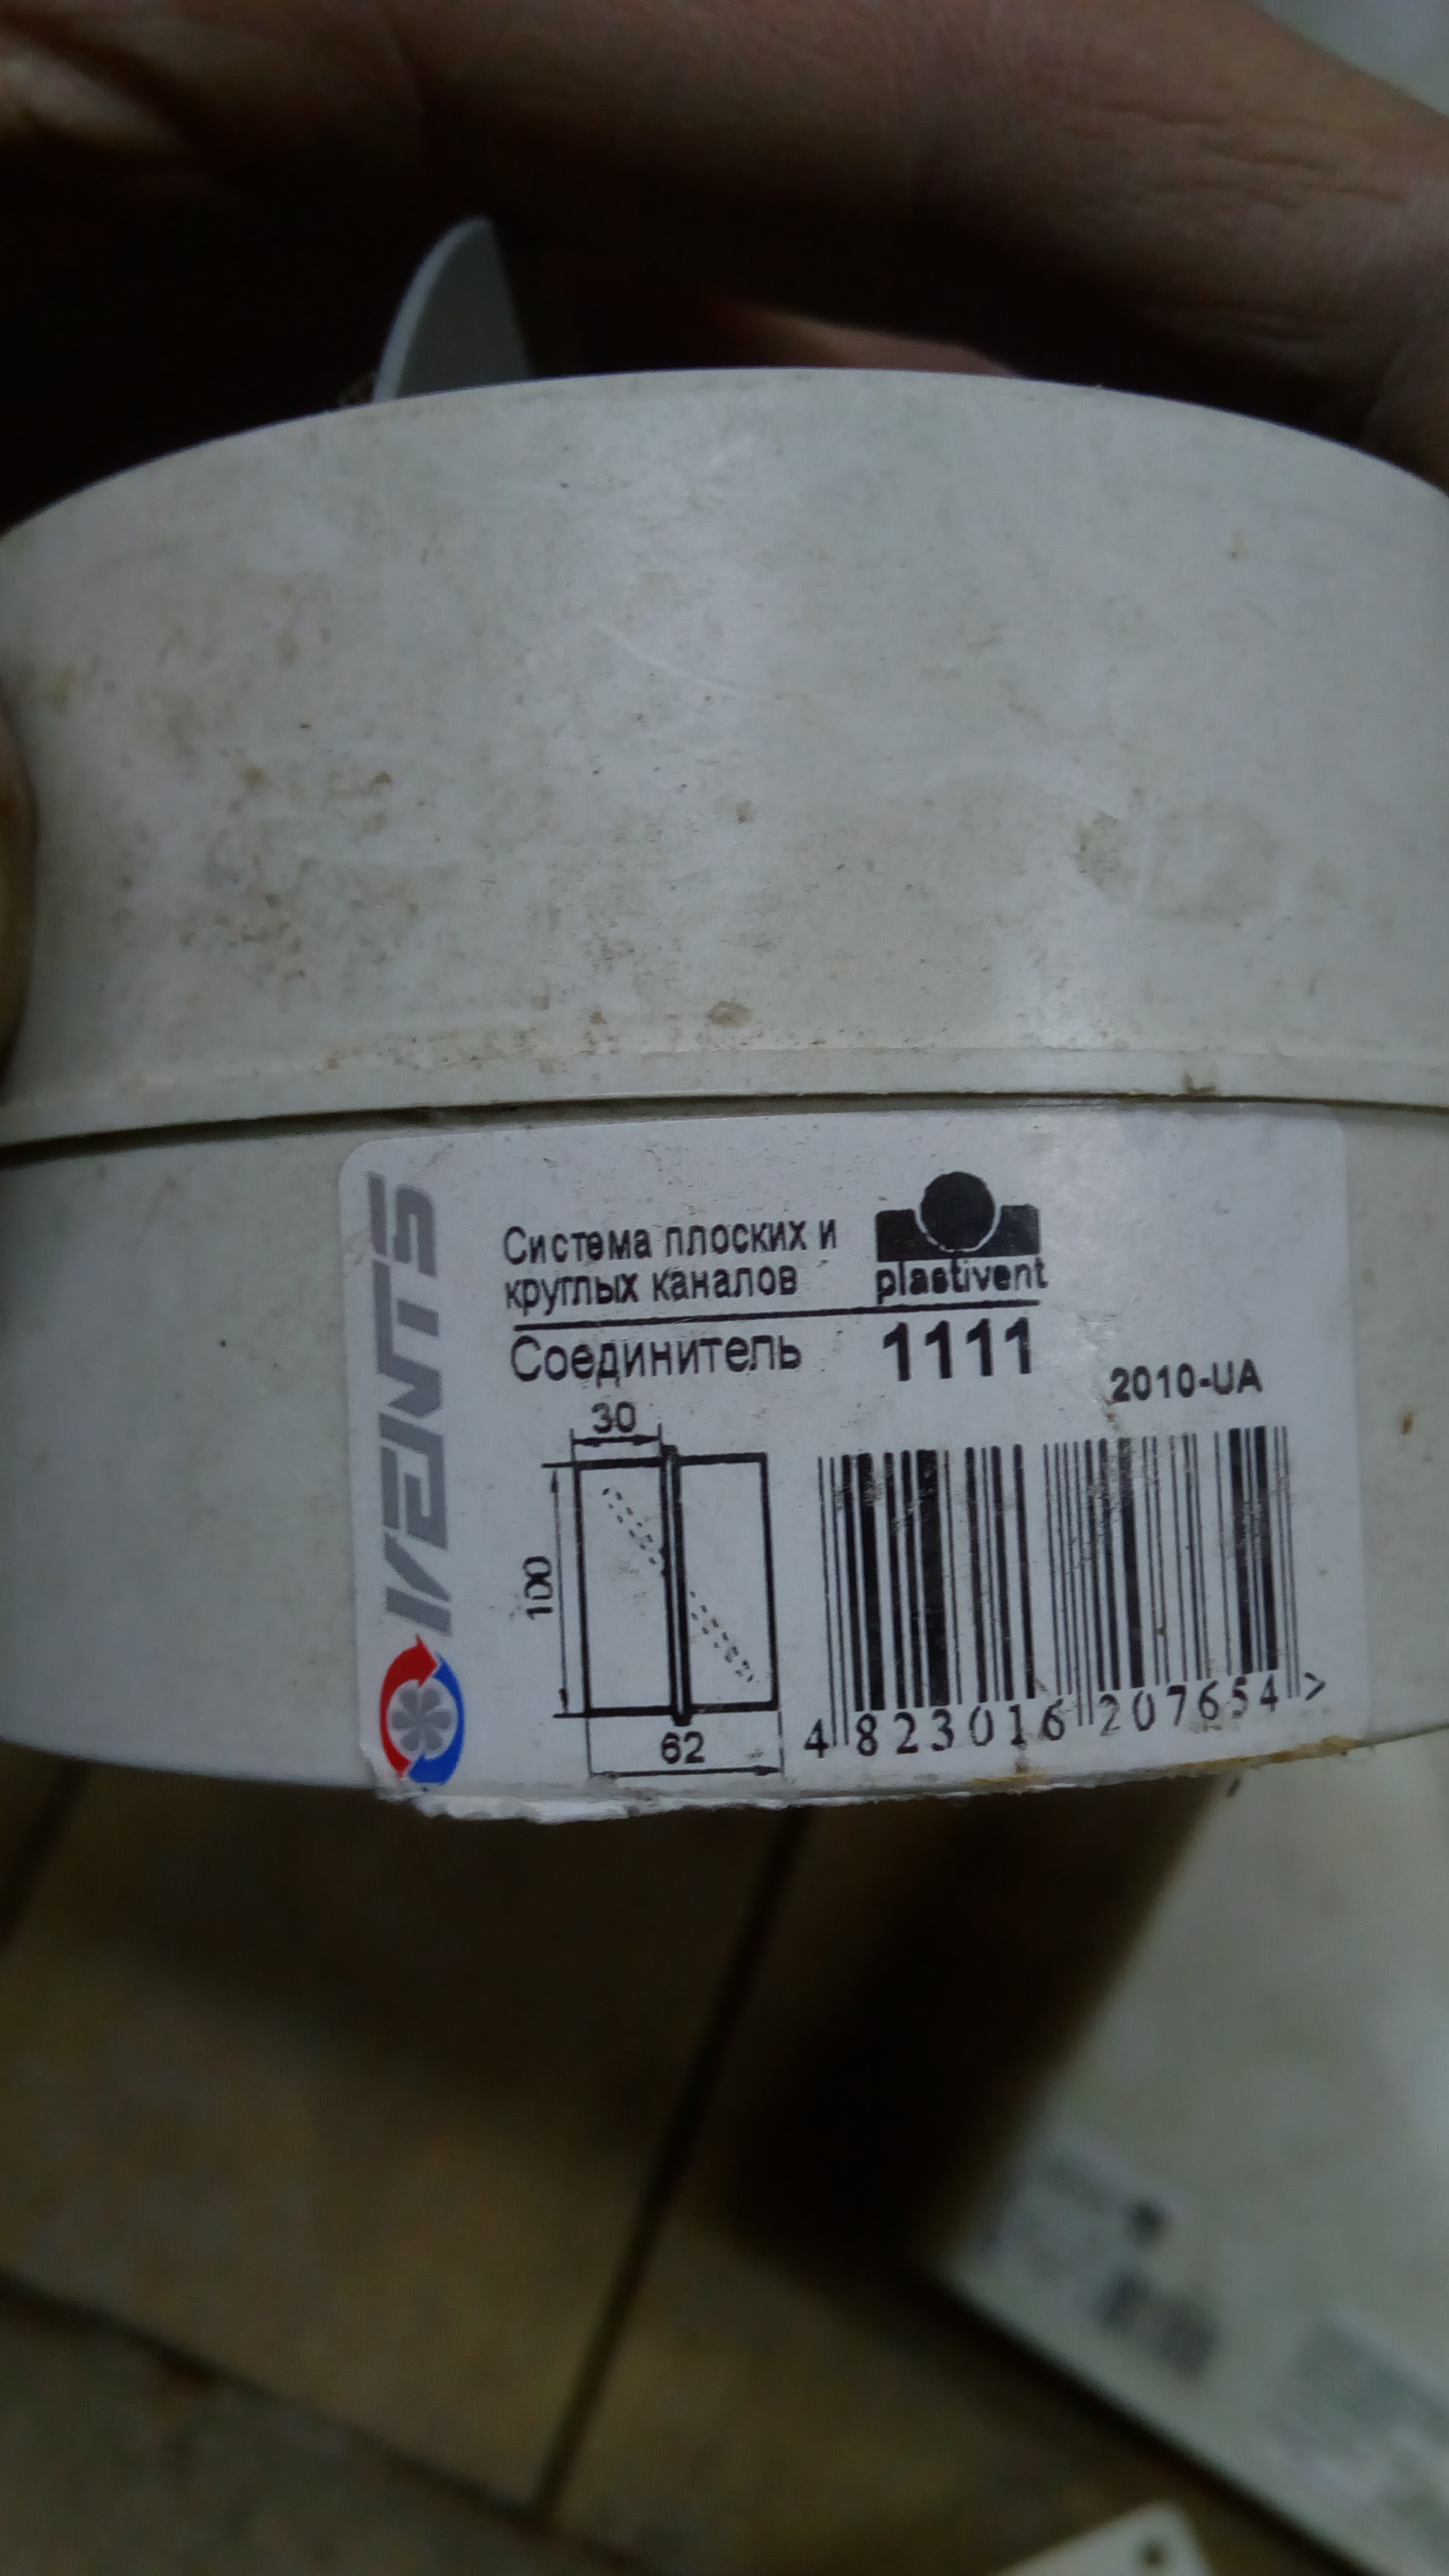 VENTS
Система плоских и
круглых каналов
plastivent
Соединитель 1111
2010-UA
30
100
62
4 823016 207654 >